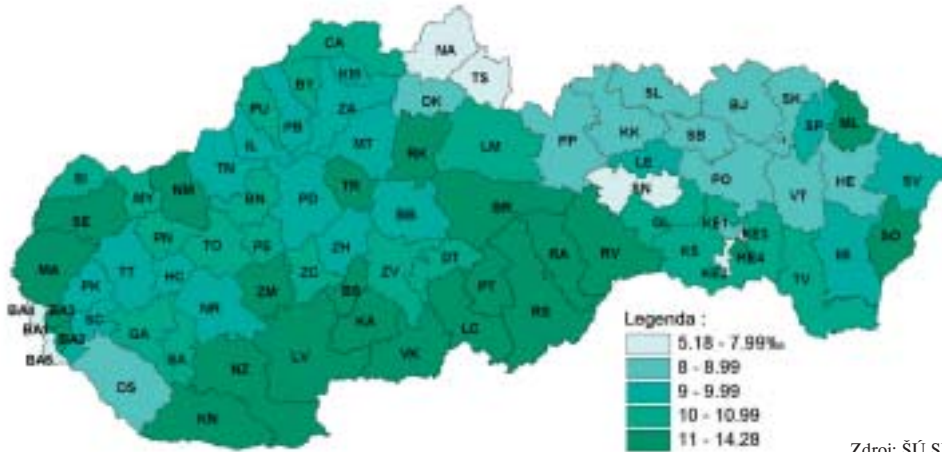 CA
NA
BY
KM
TS
PU
PB
ZA
DK
SL
BJ
SK
IL
MT
KK
SB
SP
ML
RK
LM
PP
TN
LE
SI
NM
TR
SN
PO
VT
HE
SV
MY
BN
PD
BB
SE
BR
GL
KE1
KE3
SO
PN
TO
PE
ZH
DT
RA
RV
KS
KE4
MA
TT
HC
ZC
ZV
KE2
TV
MI
PK
ZM
BS
PT
NR
KA
RS
BA4
BA3
SC
GA
BA1
BA2
SA
LC
BA5
NZ
LV
VK
DS
KN
Legenda :
5.18 - 7.99‰
8 - 8.99
9 - 9.99
10 - 10.99
11 - 14.28
Zdroj: ŠÚ S